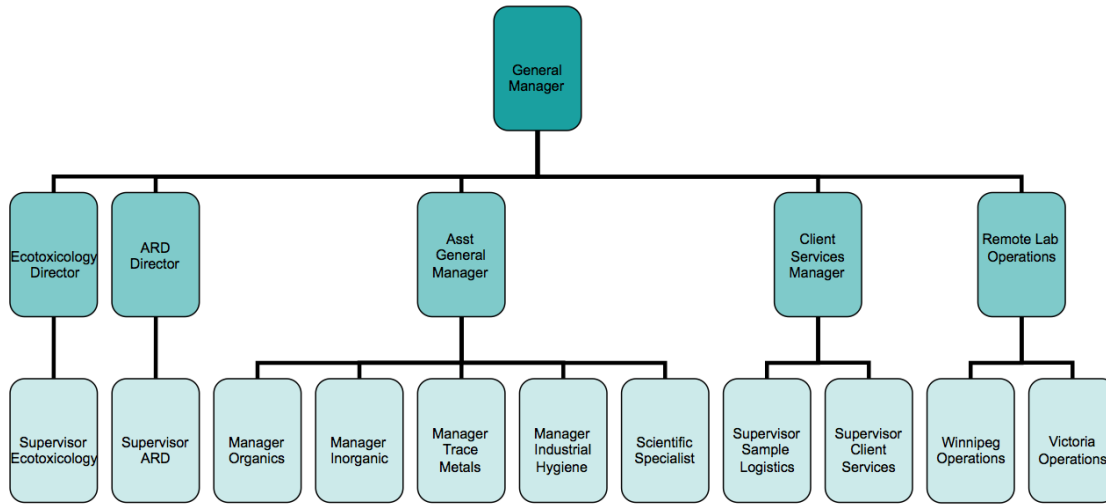 General
Manager
Ecotoxicology
Director
ARD
Director
Asst
General
Manager
Client
Services
Manager
Remote Lab
Operations
Supervisor
Ecotoxicology
Supervisor
ARD
Manager
Organics
Manager
Inorganic
Manager
Trace
Metals
Manager
Industrial
Hygiene
Scientific
Specialist
Supervisor
Sample
Logistics
Supervisor
Client
Services
Winnipeg
Operations
Victoria
Operations